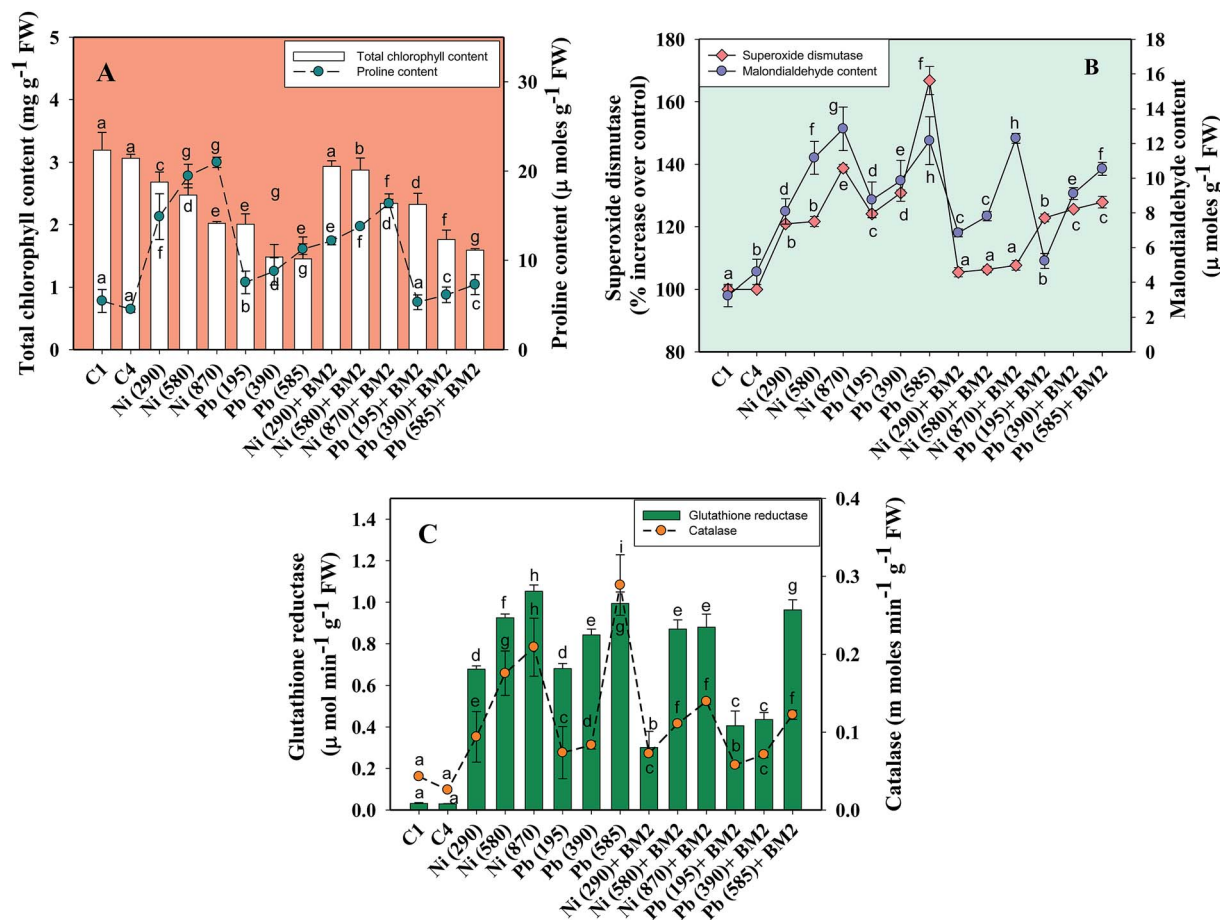 A
Total chlorophyll content
Proline content
Total chlorophyll content (mg g-1 FW)
5
4
3
2
1
0
Proline content (μ moles g-1 FW)
30
20
10
0
a
a
c
g
g
e
g
e
a
e
d
f
g
a
a
f
d
b
d
g
e
f
f
d
a
c
c
C1
C4
Ni (290)
Ni (580)
Ni (870)
Pb (195)
Pb (390)
Pb (585)
Ni (290)+ BM2
Ni (580)+ BM2
Ni (870)+ BM2
Pb (195)+ BM2
Pb (390)+ BM2
Pb (585)+ BM2
B
Superoxide dismutase
Malondialdehyde content
Superoxide dismutase
(% increase over control)
180
160
140
120
100
80
Malondialdehyde content
(μ moles g-1 FW)
18
16
14
12
10
8
6
4
2
0
a
b
d
b
f
b
g
e
d
c
e
d
f
h
c
a
c
a
h
a
b
b
e
c
f
c
C1
C4
Ni (290)
Ni (580)
Ni (870)
Pb (195)
Pb (390)
Pb (585)
Ni (290)+ BM2
Ni (580)+ BM2
Ni (870)+ BM2
Pb (195)+ BM2
Pb (390)+ BM2
Pb (585)+ BM2
C
Glutathione reductase
Catalase
Glutathione reductase
(μ mol min-1 g-1 FW)
1.4
1.2
1.0
0.8
0.6
0.4
0.2
0.0
Catalase (m moles min-1 g-1 FW)
0.4
0.3
0.2
0.1
0.0
a
a
a
a
d
e
f
g
h
h
d
c
e
d
i
g
b
c
e
f
e
f
c
b
c
c
g
f
C1
C4
Ni (290)
Ni (580)
Ni (870)
Pb (195)
Pb (390)
Pb (585)
Ni (290)+ BM2
Ni (580)+ BM2
Ni (870)+ BM2
Pb (195)+ BM2
Pb (390)+ BM2
Pb (585)+ BM2